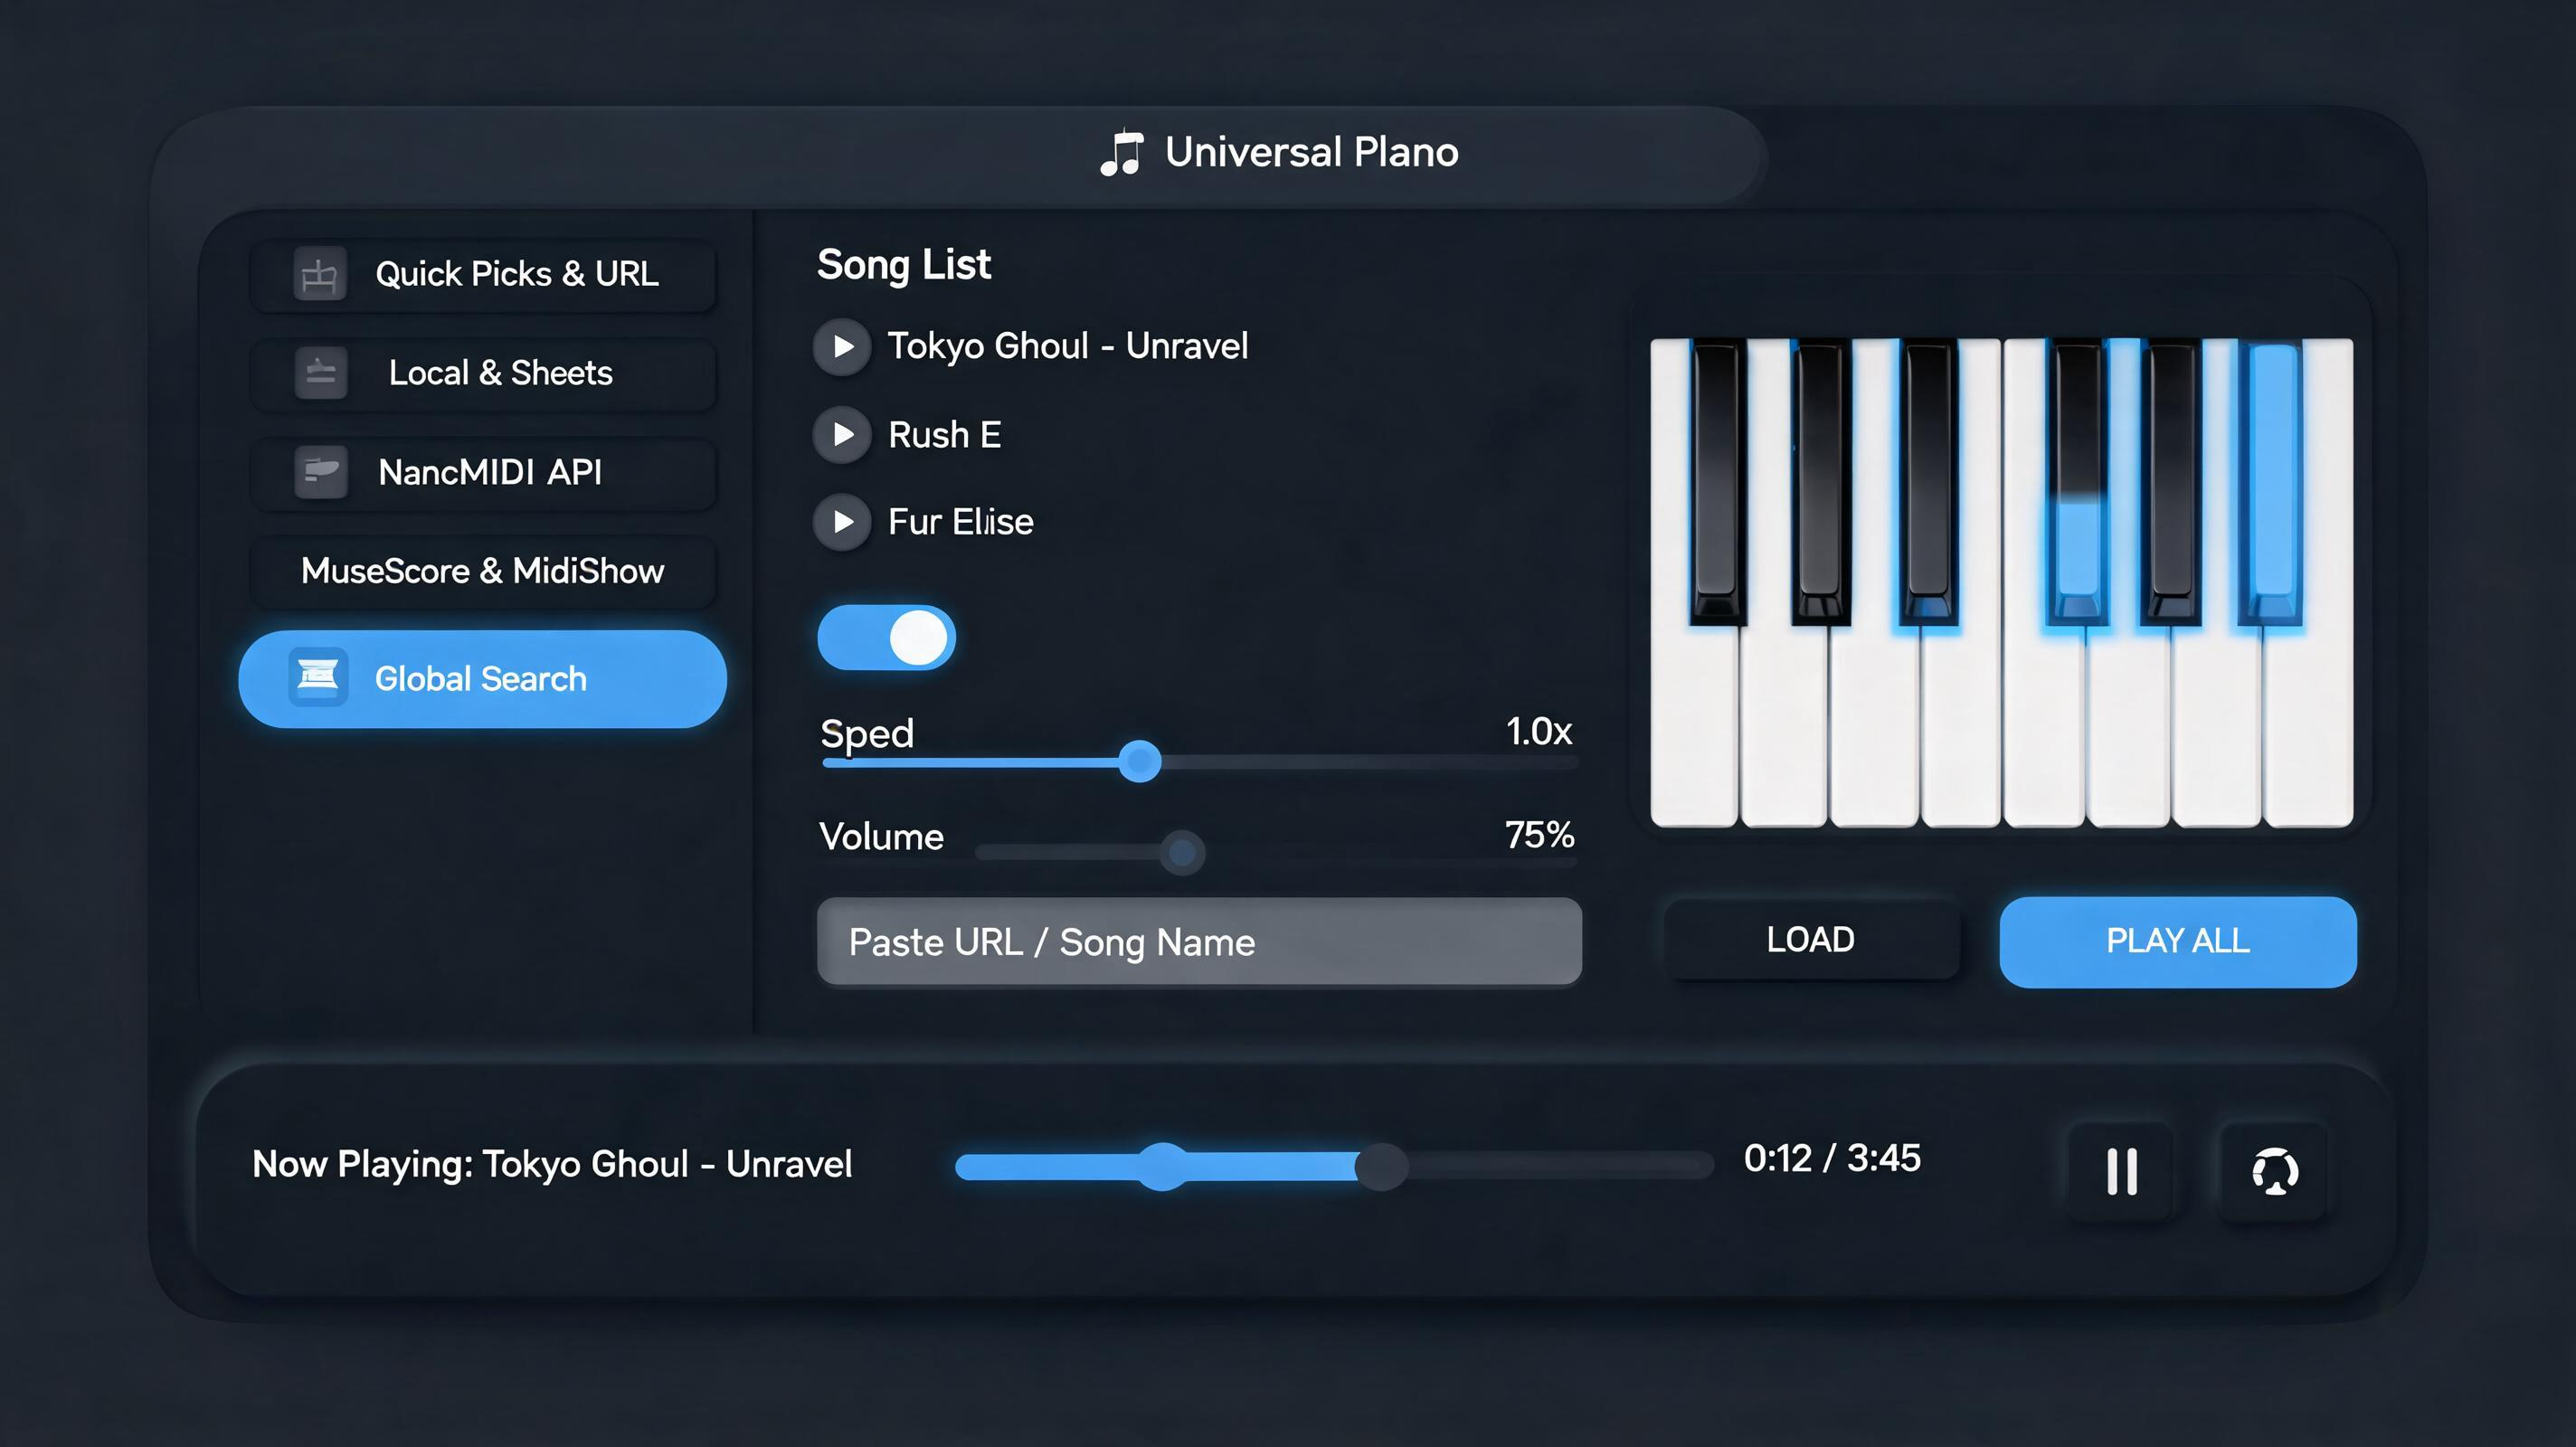 Universal Plano
Quick Picks & URL
Local & Sheets
NancMIDI API
MuseScore & MidiShow
Global Search
Song List
Tokyo Ghoul - Unravel
Rush E
Fur Eliise
Sped
1.0x
Volume
75%
Paste URL / Song Name
LOAD
PLAY ALL
Now Playing: Tokyo Ghoul - Unravel
0:12 / 3:45